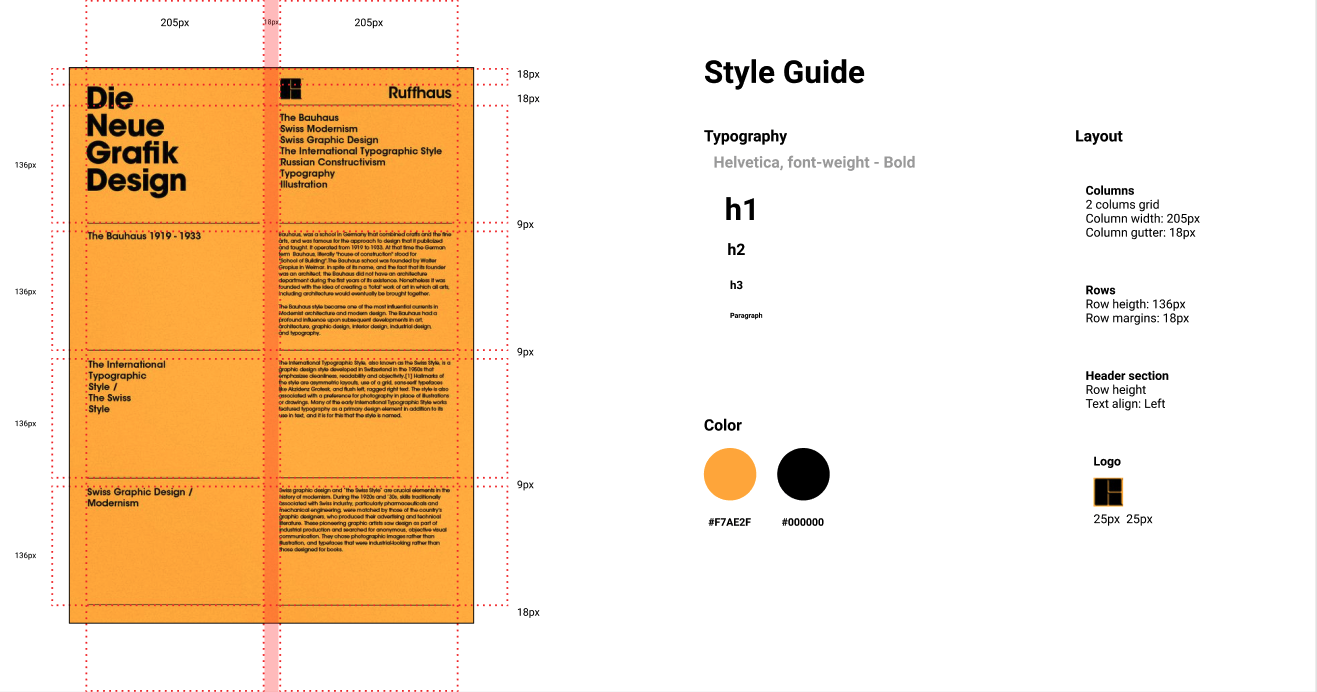 205px
18px
205px
18px
18px
136px
9px
136px
9px
136px
9px
136px
18px
Die
Neue
Grafik
Design
Ruffhaus
The Bauhaus
Swiss Modernism
Swiss Graphic Design
The International Typographic Style
Russian Constructivism
Typography
Illustration
The Bauhaus 1919 - 1933
Bauhaus, was a school in Germany that combined crafts and the fine
arts, and was famous for the approach to design that it publicized
and taught. It operated from 1919 to 1933. At that time the German
term Bauhaus, literally "house of construction" stood for
"School of Building".The Bauhaus school was founded by Walter
Gropius in Weimar. In spite of its name, and the fact that its founder
was an architect, the Bauhaus did not have an architecture
department during the first years of its existence. Nonetheless it was
founded with the idea of creating a 'total' work of art in which all arts,
including architecture would eventually be brought together.
The Bauhaus style became one of the most influential currents in
Modernist architecture and modern design. The Bauhaus had a
profound influence upon subsequent developments in art,
architecture, graphic design, interior design, industrial design,
and typography.
The International
Typographic
Style /
The Swiss
Style
The International Typographic Style, also known as the Swiss Style, is a
graphic design style developed in Switzerland in the 1950s that
emphasizes cleanliness, readability and objectivity.[1] Hallmarks of
the style are asymmetric layouts, use of a grid, sans-serif typefaces
like Akzidenz Grotesk, and flush left, ragged right text. The style is also
associated with a preference for photography in place of illustrations
or drawings. Many of the early International Typographic Style works
featured typography as a primary design element in addition to its
use in text, and it is for this that the style is named.
Swiss Graphic Design /
Modernism
Swiss graphic design and "the Swiss Style" are crucial elements in the
history of modernism. During the 1920s and '30s, skills traditionally
associated with Swiss industry, particularly pharmaceuticals and
mechanical engineering, were matched by those of the country's
graphic designers, who produced their advertising and technical
literature. These pioneering graphic artists saw design as part of
industrial production and searched for anonymous, objective visual
communication. They chose photographic images rather than
illustration, and typefaces that were industrial-looking rather than
those designed for books.
Style Guide
Typography
Helvetica, font-weight - Bold
h1
h2
h3
Paragraph
Color
#F7AE2F
#000000
Layout
Columns
2 colums grid
Column width: 205px
Column gutter: 18px
Rows
Row heigth: 136px
Row margins: 18px
Header section
Row height
Text align: Left
Logo
25px 25px